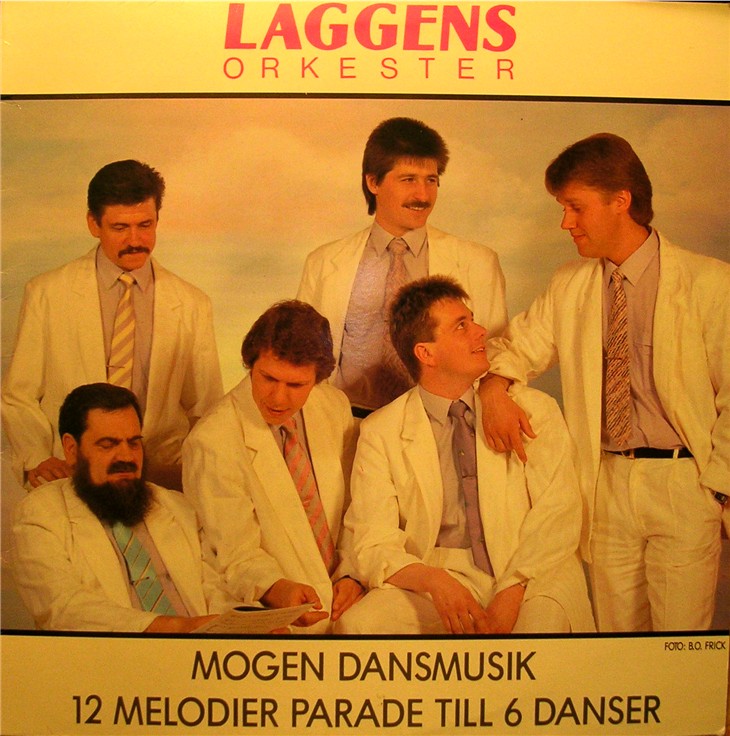 LAGGENS
ORKESTER
FOTO: B.O. FRICK
MOGEN DANSMUSIK
12 MELODIER PARADE TILL 6 DANSER